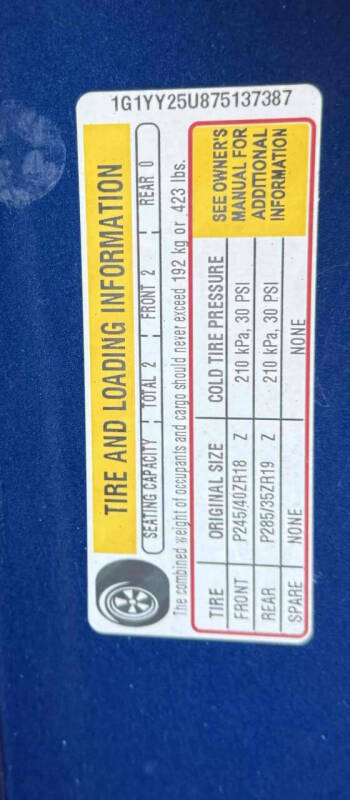 1G1YY25U875137387
TIRE AND LOADING INFORMATION
SEATING CAPACITY TOTAL 2 FRONT 2 REAR 0
The combined weight of occupants and cargo should never exceed 192 kg or 423 lbs.
TIRE ORIGINAL SIZE COLD TIRE PRESSURE
FRONT P245/40ZR18 Z 210 kPa, 30 PSI
REAR P285/35ZR19 Z 210 kPa, 30 PSI
SPARE NONE NONE
SEE OWNER'S
MANUAL FOR
ADDITIONAL
INFORMATION